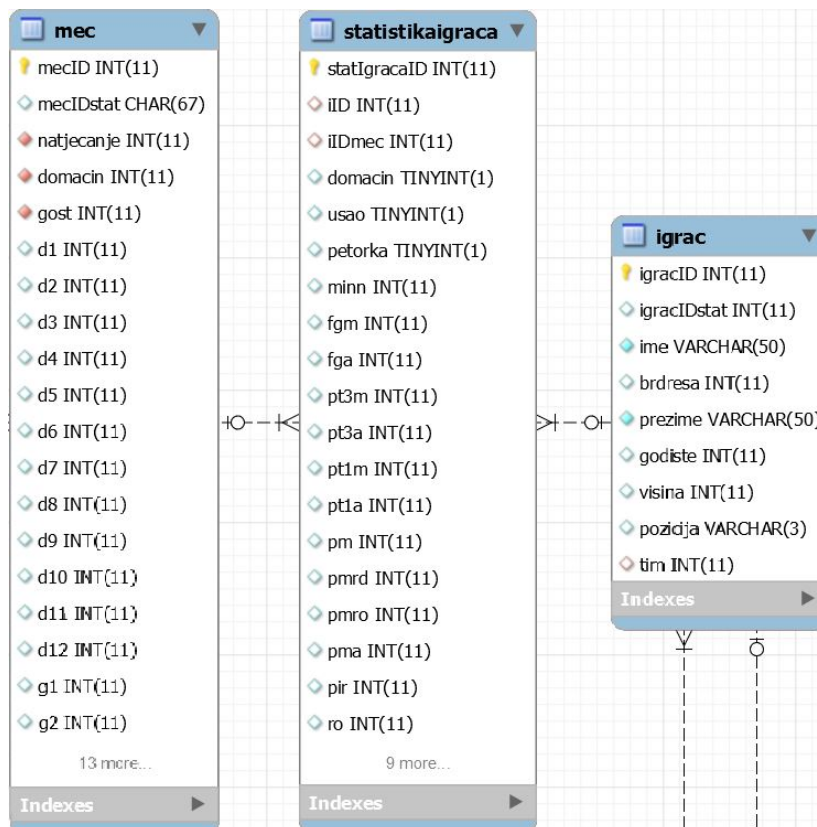 mec
mecID INT(11)
mecIDstat CHAR(67)
natjecanje INT(11)
domacin INT(11)
gost INT(11)
d1 INT(11)
d2 INT(11)
d3 INT(11)
d4 INT(11)
d5 INT(11)
d6 INT(11)
d7 INT(11)
d8 INT(11)
d9 INT(11)
d10 INT(11)
d11 INT(11)
d12 INT(11)
g1 INT(11)
g2 INT(11)
13 more...
Indexes
statistikaigraca
statIgracaID INT(11)
iID INT(11)
iIDmec INT(11)
domacin TINYINT(1)
usao TINYINT(1)
petorka TINYINT(1)
minn INT(11)
fgm INT(11)
fga INT(11)
pt3m INT(11)
pt3a INT(11)
pt1m INT(11)
pt1a INT(11)
pm INT(11)
pmrd INT(11)
pmro INT(11)
pma INT(11)
pir INT(11)
ro INT(11)
9 more...
Indexes
igrac
igracID INT(11)
igracIDstat INT(11)
ime VARCHAR(50)
brdresa INT(11)
prezime VARCHAR(50)
godiste INT(11)
visina INT(11)
pozicija VARCHAR(3)
tim INT(11)
Indexes